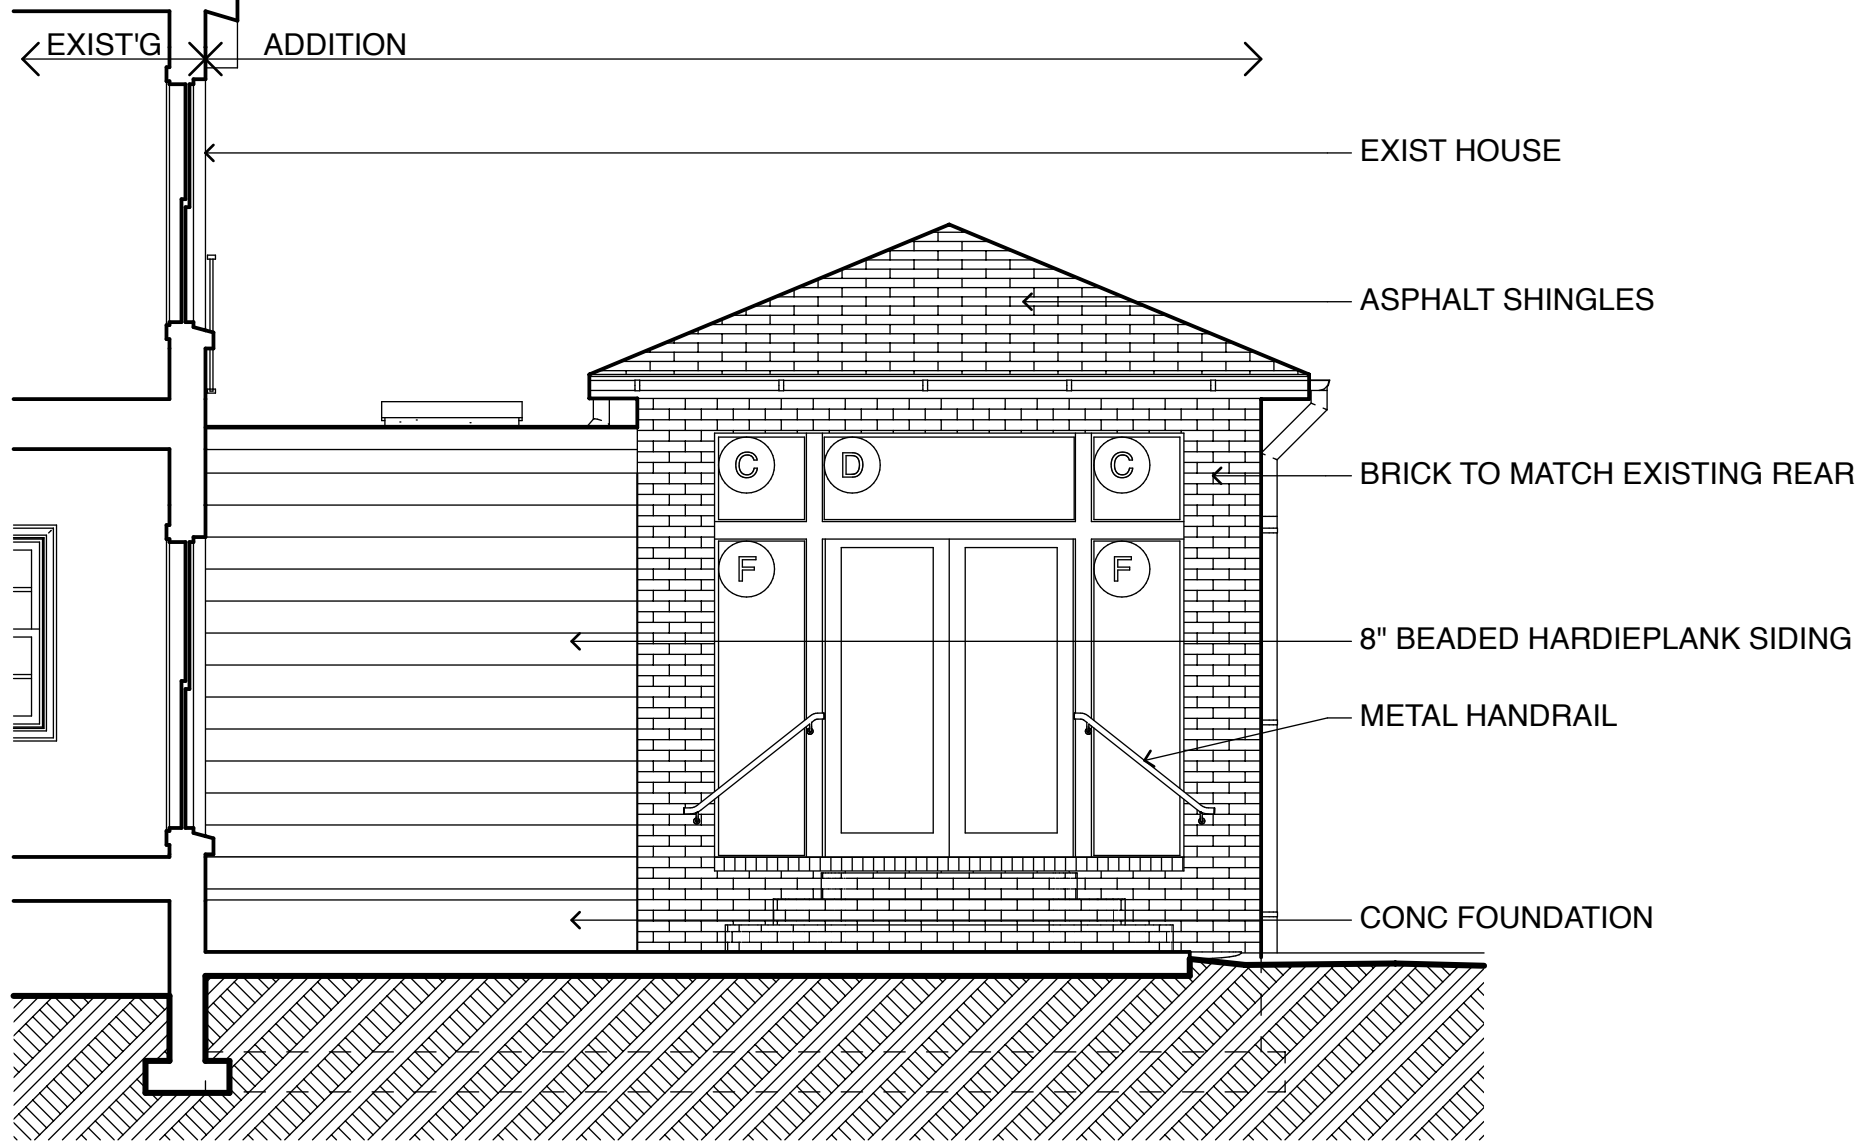 EXIST'G
ADDITION
EXIST HOUSE
ASPHALT SHINGLES
C
D
C
BRICK TO MATCH EXISTING REAR
F
F
8" BEADED HARDIEPLANK SIDING
METAL HANDRAIL
CONC FOUNDATION